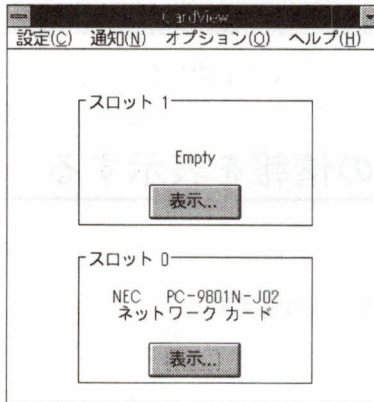 CardView
設定(C) 通知(N) オプション(O) ヘルプ(H)
スロット 1
Empty
表示...
スロット 0
NEC PC-9801N-J02
ネットワーク カード
表示...